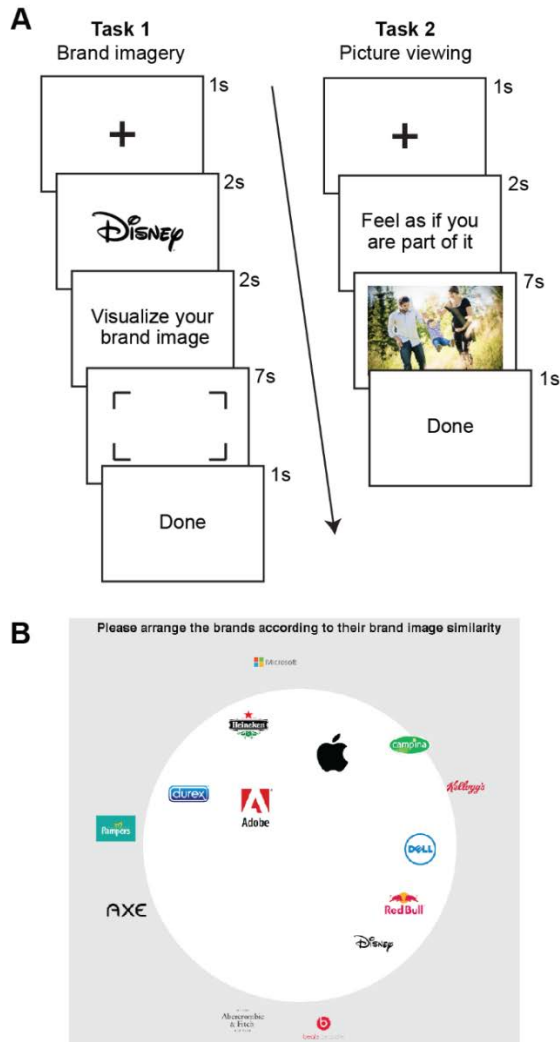 A
Task 1
Brand imagery
1s
+
2s
Disney
2s
Visualize your
brand image
7s
1s
Done
Task 2
Picture viewing
1s
+
2s
Feel as if you
are part of it
7s
1s
Done
B
Please arrange the brands according to their brand image similarity
Microsoft
Heineken
campina
durex
Adobe
Kellogg's
Pampers
DELL
AXE
Red Bull
Disney
Abercrombie
& Fitch
beats